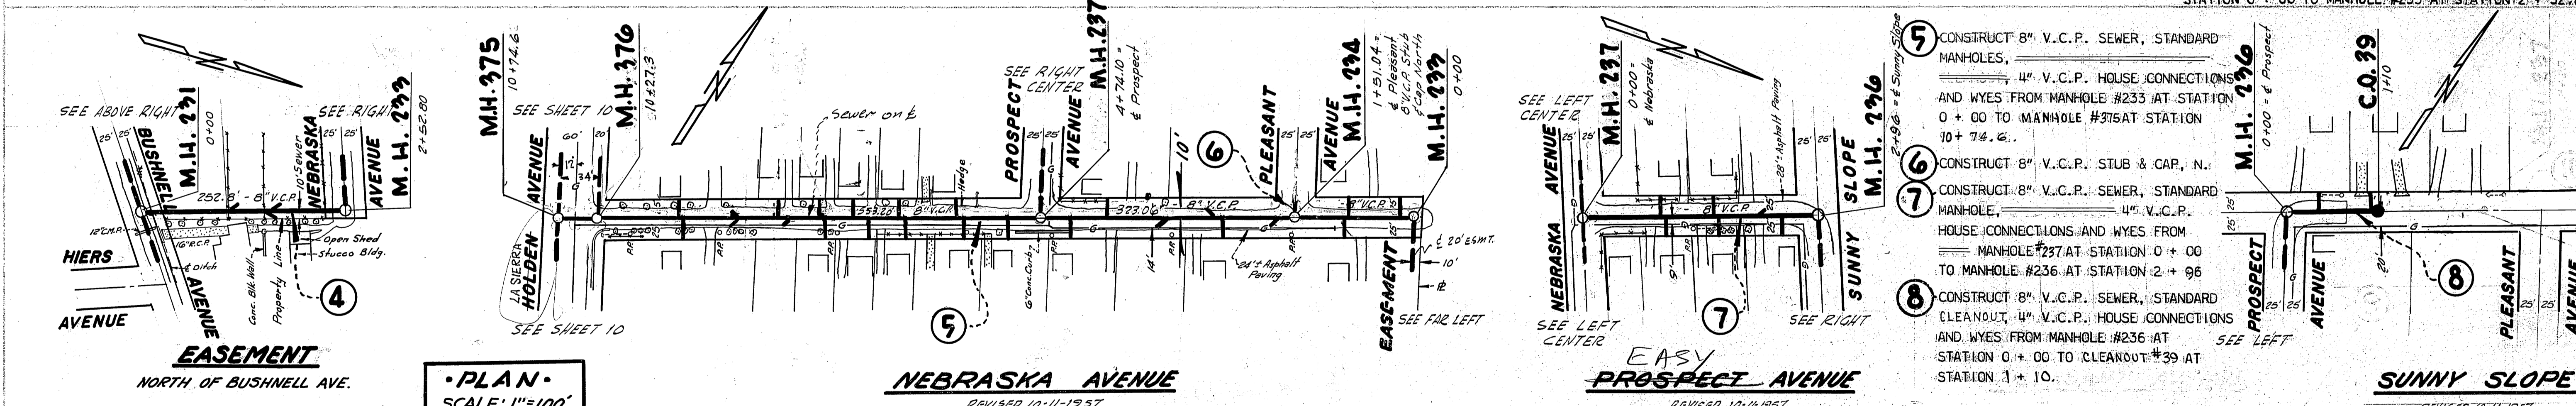 SEE ABOVE RIGHT
25' 25'
BUSHNELL
AVENUE
M.H. 231
0+00
10' Sewer
NEBRASKA
AVENUE
SEE RIGHT
25' 25'
M.H. 233
2+52.80
252.8' - 8" V.C.P.
12" C.M.P.
16" R.C.P.
HIERS
AVENUE
℄ Ditch
Conc. Blk. Wall
Property Line
Open Shed
Stucco Bldg.
4
EASEMENT
NORTH OF BUSHNELL AVE.
•PLAN•
SCALE: 1"=100'
M.H. 375
10+74.6
SEE SHEET 10
M.H. 376
10+27.3
60'
20'
12'
34'
G
LA SIERRA
HOLDEN
AVENUE
SEE SHEET 10
Sewer on ℄
Hedge
8" V.C.P.
P.P.
25'
5
SEE RIGHT
CENTER
PROSPECT
AVENUE
25' 25'
M.H. 237
4+74.10 =
℄ Prospect
6" Conc. Curb
323.06'
8" V.C.P.
10'
14'
24'± Asphalt
Paving
6
PLEASANT
AVENUE
25' 25'
M.H. 234
1+51.04 =
℄ Pleasant
8" V.C.P. Stub
& Cap North
M.H. 233
0+00
8" V.C.P.
25'
EASEMENT
℄ 20' ESMT.
10'
SEE FAR LEFT
NEBRASKA AVENUE
REVISED 10-11-1957
SEE LEFT
CENTER
25' 25'
NEBRASKA AVENUE
M.H. 237
0+00 =
℄ Nebraska
28'± Asphalt Paving
8" V.C.P.
25'
9'
25' 25'
SUNNY SLOPE
M.H. 236
2+96 = ℄ Sunny Slope
7
SEE LEFT
CENTER
SEE RIGHT
EASY
PROSPECT AVENUE
REVISED 10-11-1957
5 CONSTRUCT 8" V.C.P. SEWER, STANDARD
MANHOLES,
4" V.C.P. HOUSE CONNECTIONS
AND WYES FROM MANHOLE #233 AT STATION
0 + 00 TO MANHOLE #375 AT STATION
10 + 74.6.
6 CONSTRUCT 8" V.C.P. STUB & CAP, N.
7 CONSTRUCT 8" V.C.P. SEWER, STANDARD
MANHOLE, 4" V.C.P.
HOUSE CONNECTIONS AND WYES FROM
MANHOLE #237 AT STATION 0 + 00
TO MANHOLE #236 AT STATION 2 + 96
8 CONSTRUCT 8" V.C.P. SEWER, STANDARD
CLEANOUT, 4" V.C.P. HOUSE CONNECTIONS
AND WYES FROM MANHOLE #236 AT
STATION 0 + 00 TO CLEANOUT #39 AT
STATION 1 + 10.
M.H. 236
0+00 = ℄ Prospect
C.O. 39
1+10
25'
25'
G
20'
8
PROSPECT
AVENUE
25' 25'
SEE LEFT
PLEASANT
25' 25'
SUNNY SLOPE